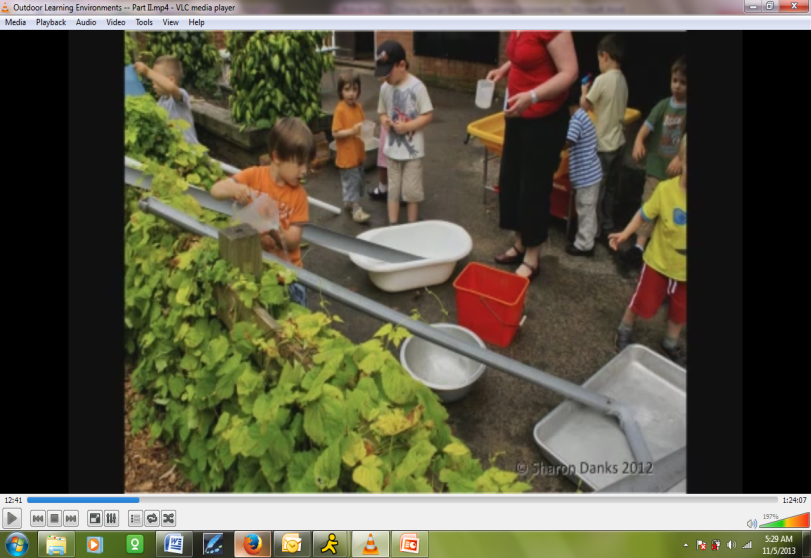 Outdoor Learning Environments -- Part II.mp4 - VLC media player
Media Playback Audio Video Tools View Help
© Sharon Danks 2012
12:41
1:24:07
197%
5:29 AM
11/5/2013